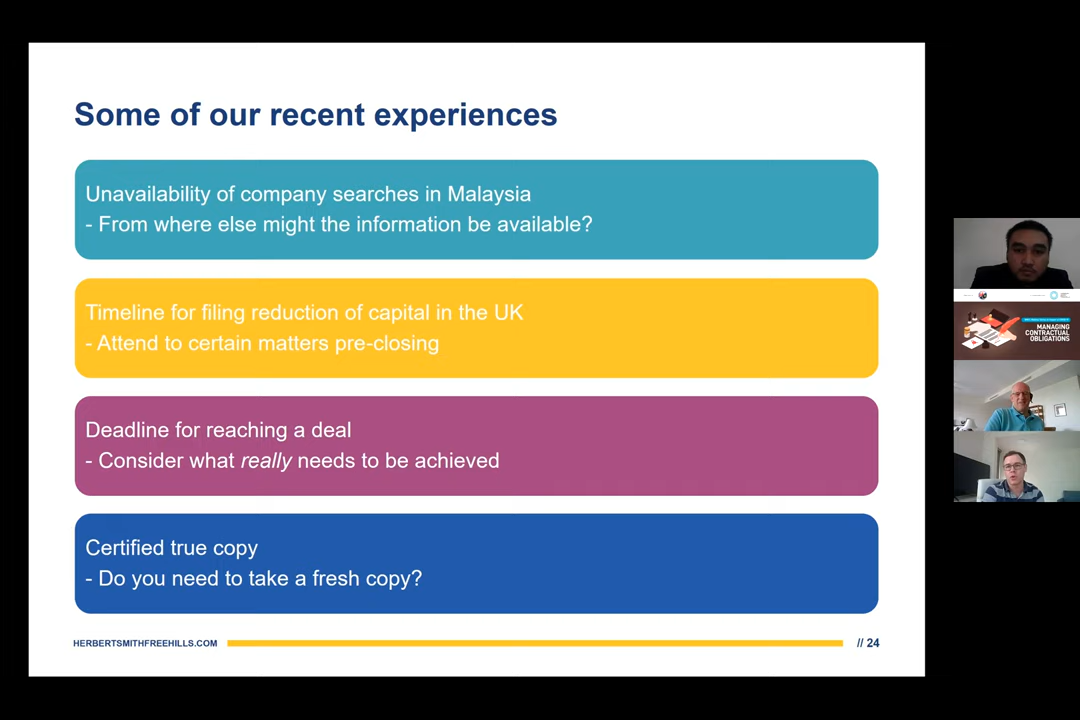 Some of our recent experiences
Unavailability of company searches in Malaysia
- From where else might the information be available?
Timeline for filing reduction of capital in the UK
- Attend to certain matters pre-closing
Deadline for reaching a deal
- Consider what really needs to be achieved
Certified true copy
- Do you need to take a fresh copy?
HERBERTSMITHFREEHILLS.COM
// 24
MANAGING
CONTRACTUAL
OBLIGATIONS